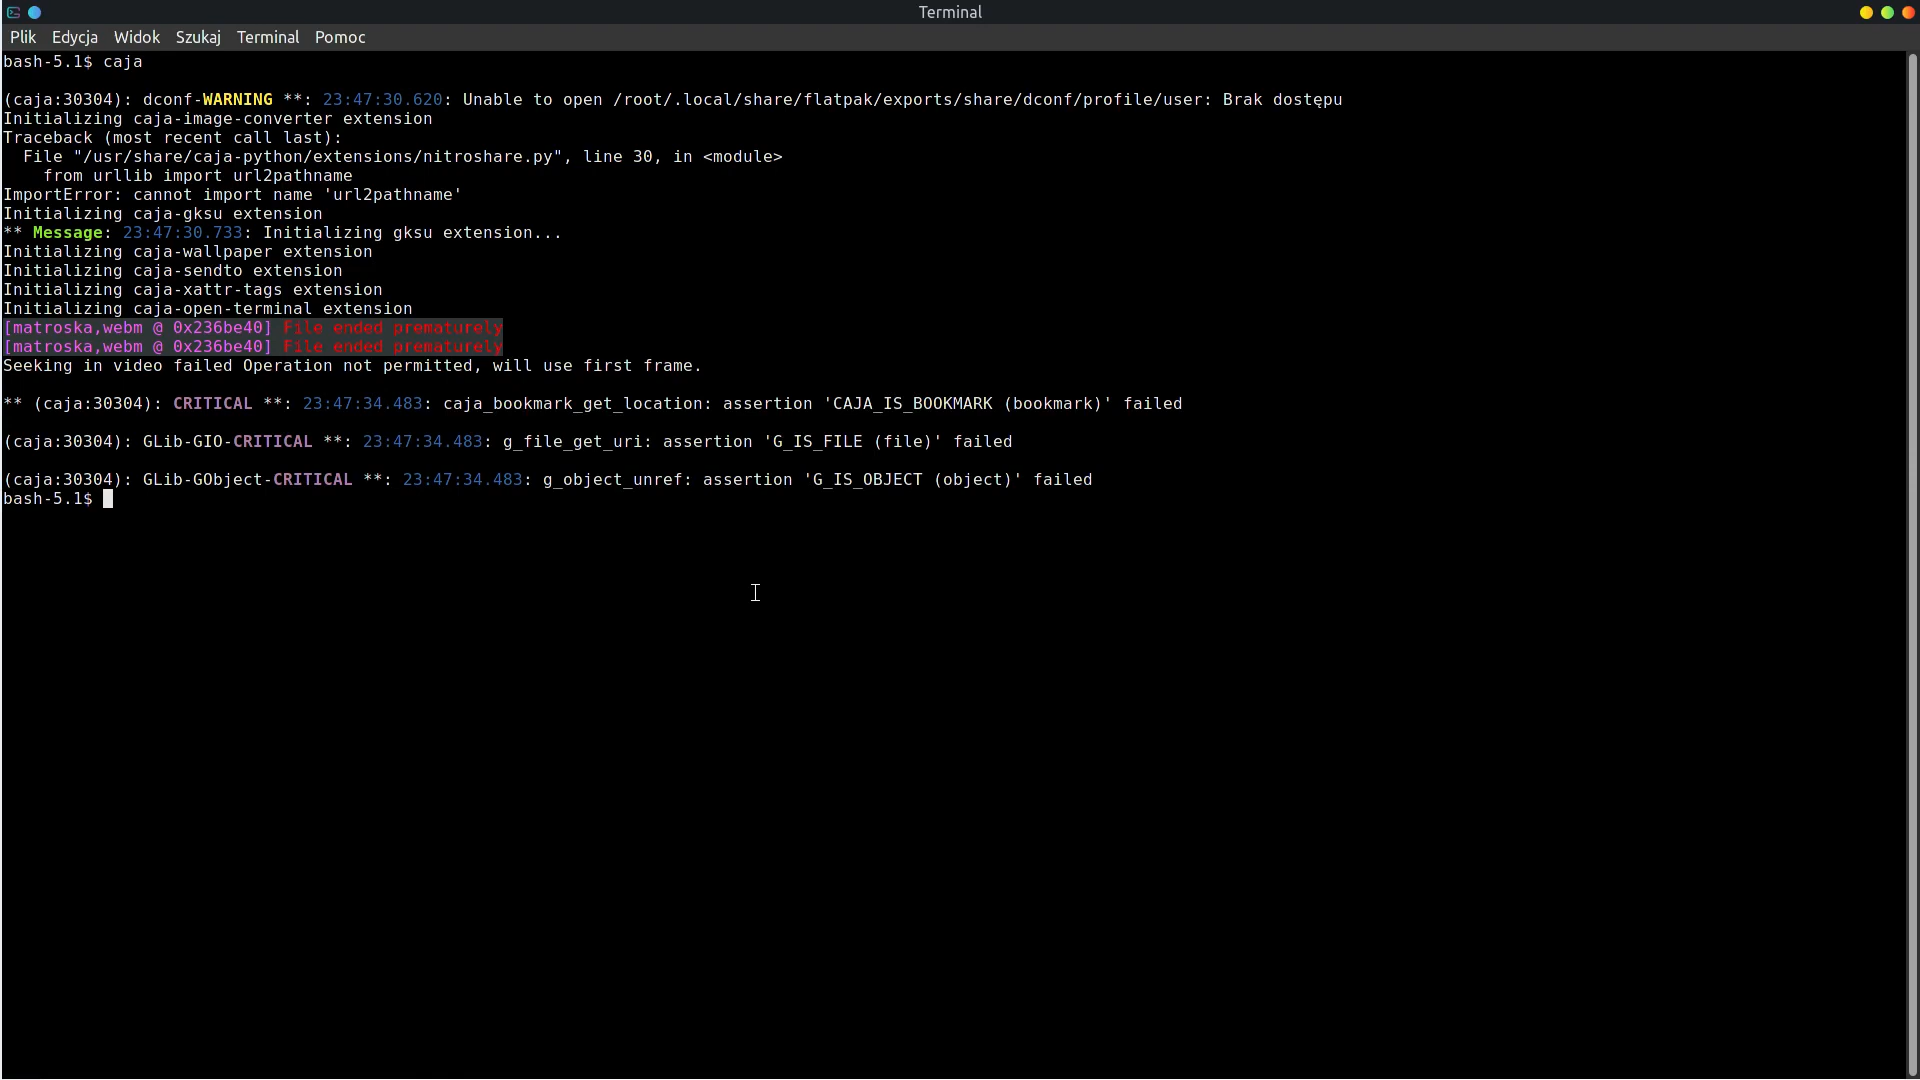 Terminal
Plik Edycja Widok Szukaj Terminal Pomoc
bash-5.1$ caja
(caja:30304): dconf-WARNING **: 23:47:30.620: Unable to open /root/.local/share/flatpak/exports/share/dconf/profile/user: Brak dostępu
Initializing caja-image-converter extension
Traceback (most recent call last):
  File "/usr/share/caja-python/extensions/nitroshare.py", line 30, in <module>
    from urllib import url2pathname
ImportError: cannot import name 'url2pathname'
Initializing caja-gksu extension
** Message: 23:47:30.733: Initializing gksu extension...
Initializing caja-wallpaper extension
Initializing caja-sendto extension
Initializing caja-xattr-tags extension
Initializing caja-open-terminal extension
[matroska,webm @ 0x236be40] File ended prematurely
[matroska,webm @ 0x236be40] File ended prematurely
Seeking in video failed Operation not permitted, will use first frame.
** (caja:30304): CRITICAL **: 23:47:34.483: caja_bookmark_get_location: assertion 'CAJA_IS_BOOKMARK (bookmark)' failed
(caja:30304): GLib-GIO-CRITICAL **: 23:47:34.483: g_file_get_uri: assertion 'G_IS_FILE (file)' failed
(caja:30304): GLib-GObject-CRITICAL **: 23:47:34.483: g_object_unref: assertion 'G_IS_OBJECT (object)' failed
bash-5.1$